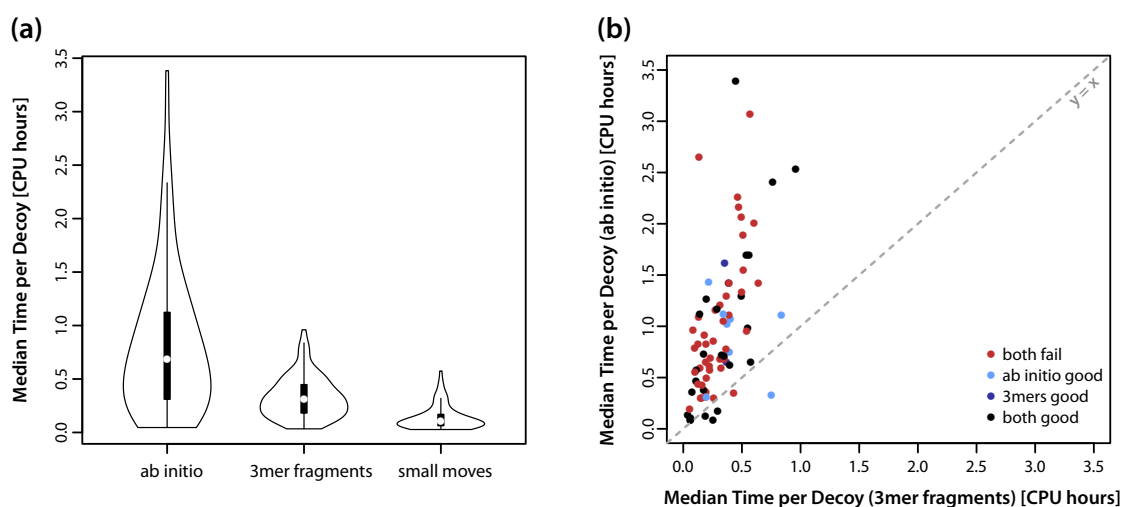 (a)
Median Time per Decoy [CPU hours]
3.5
3.0
2.5
2.0
1.5
1.0
0.5
0.0
ab initio 3mer fragments small moves
(b)
Median Time per Decoy (ab initio) [CPU hours]
3.5
3.0
2.5
2.0
1.5
1.0
0.5
0.0
y = x
both fail
ab initio good
3mers good
both good
0.0 0.5 1.0 1.5 2.0 2.5 3.0 3.5
Median Time per Decoy (3mer fragments) [CPU hours]